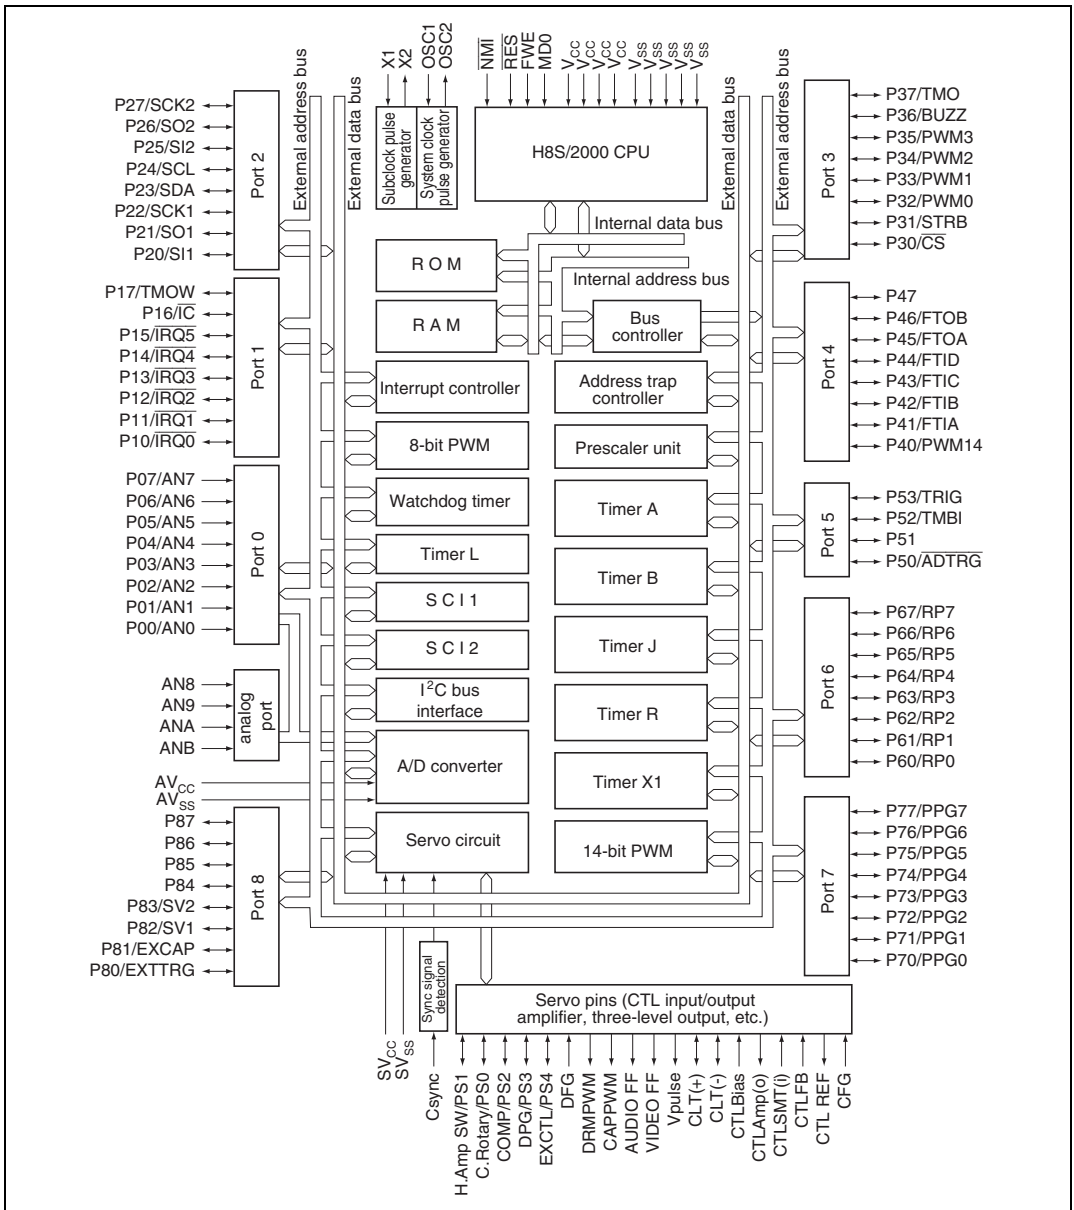 X1
X2
OSC1
OSC2
NMI
RES
FWE
MD0
VCC
VCC
VCC
VCC
VSS
VSS
VSS
VSS
VSS
External address bus
External data bus
External data bus
External address bus
Subclock pulse
generator
System clock
pulse generator
H8S/2000 CPU
Internal data bus
Internal address bus
R O M
R A M
Bus
controller
Interrupt controller
8-bit PWM
Watchdog timer
Timer L
S C I 1
S C I 2
I2C bus
interface
A/D converter
Servo circuit
Address trap
controller
Prescaler unit
Timer A
Timer B
Timer J
Timer R
Timer X1
14-bit PWM
P27/SCK2
P26/SO2
P25/SI2
P24/SCL
P23/SDA
P22/SCK1
P21/SO1
P20/SI1
Port 2
P17/TMOW
P16/IC
P15/IRQ5
P14/IRQ4
P13/IRQ3
P12/IRQ2
P11/IRQ1
P10/IRQ0
Port 1
P07/AN7
P06/AN6
P05/AN5
P04/AN4
P03/AN3
P02/AN2
P01/AN1
P00/AN0
Port 0
AN8
AN9
ANA
ANB
analog
port
AVCC
AVSS
P87
P86
P85
P84
P83/SV2
P82/SV1
P81/EXCAP
P80/EXTTRG
Port 8
Port 3
P37/TMO
P36/BUZZ
P35/PWM3
P34/PWM2
P33/PWM1
P32/PWM0
P31/STRB
P30/CS
Port 4
P47
P46/FTOB
P45/FTOA
P44/FTID
P43/FTIC
P42/FTIB
P41/FTIA
P40/PWM14
Port 5
P53/TRIG
P52/TMBI
P51
P50/ADTRG
Port 6
P67/RP7
P66/RP6
P65/RP5
P64/RP4
P63/RP3
P62/RP2
P61/RP1
P60/RP0
Port 7
P77/PPG7
P76/PPG6
P75/PPG5
P74/PPG4
P73/PPG3
P72/PPG2
P71/PPG1
P70/PPG0
Sync signal
detection
Servo pins (CTL input/output
amplifier, three-level output, etc.)
SVCC
SVSS
Csync
H.Amp SW/PS1
C.Rotary/PS0
COMP/PS2
DPG/PS3
EXCTL/PS4
DFG
DRMPWM
CAPPWM
AUDIO FF
VIDEO FF
Vpulse
CLT(+)
CLT(-)
CTLBias
CTLAmp(o)
CTLSMT(i)
CTLFB
CTL REF
CFG